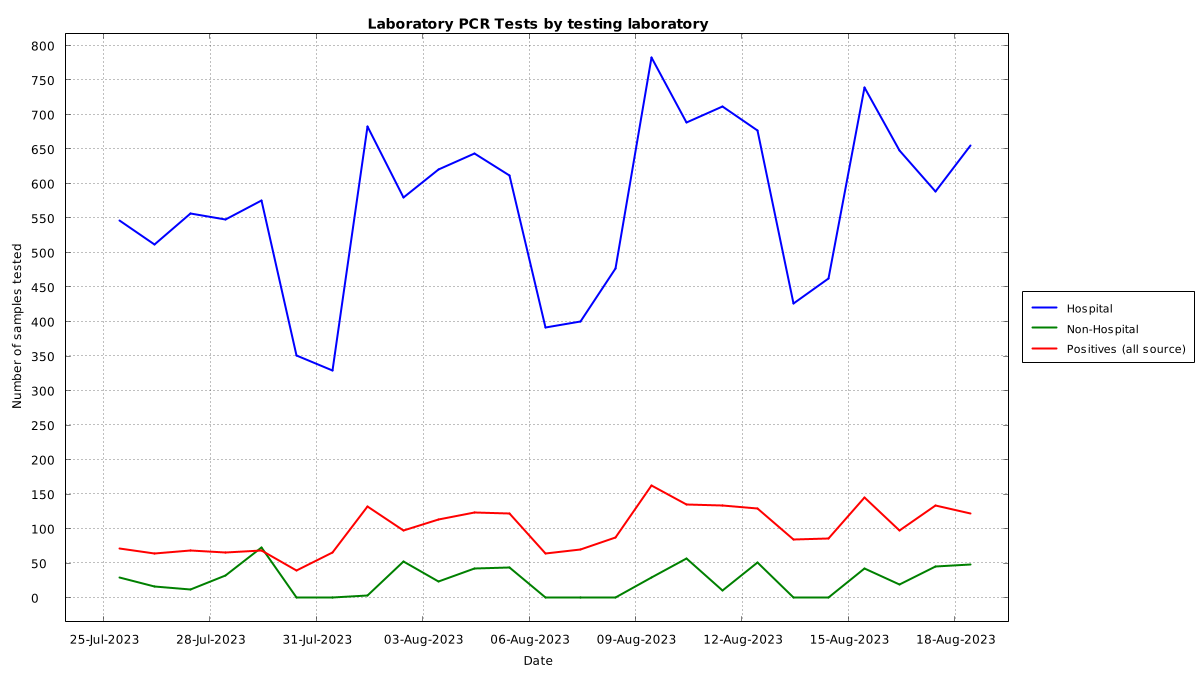 Laboratory PCR Tests by testing laboratory
800
750
700
650
600
550
500
450
400
350
300
250
200
150
100
50
0
Number of samples tested
25-Jul-2023 28-Jul-2023 31-Jul-2023 03-Aug-2023 06-Aug-2023 09-Aug-2023 12-Aug-2023 15-Aug-2023 18-Aug-2023
Date
Hospital
Non-Hospital
Positives (all source)